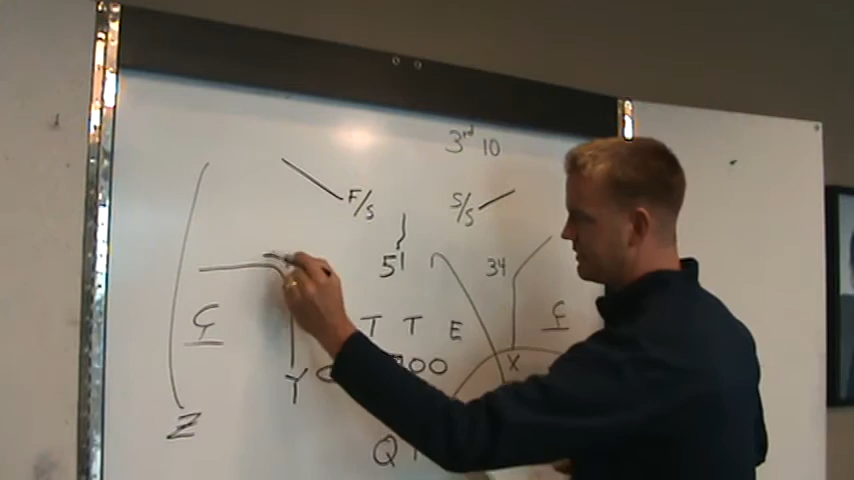 3rd 10
F/S S/S
51 34
C C
T T E
Y O O O X
Z
Q